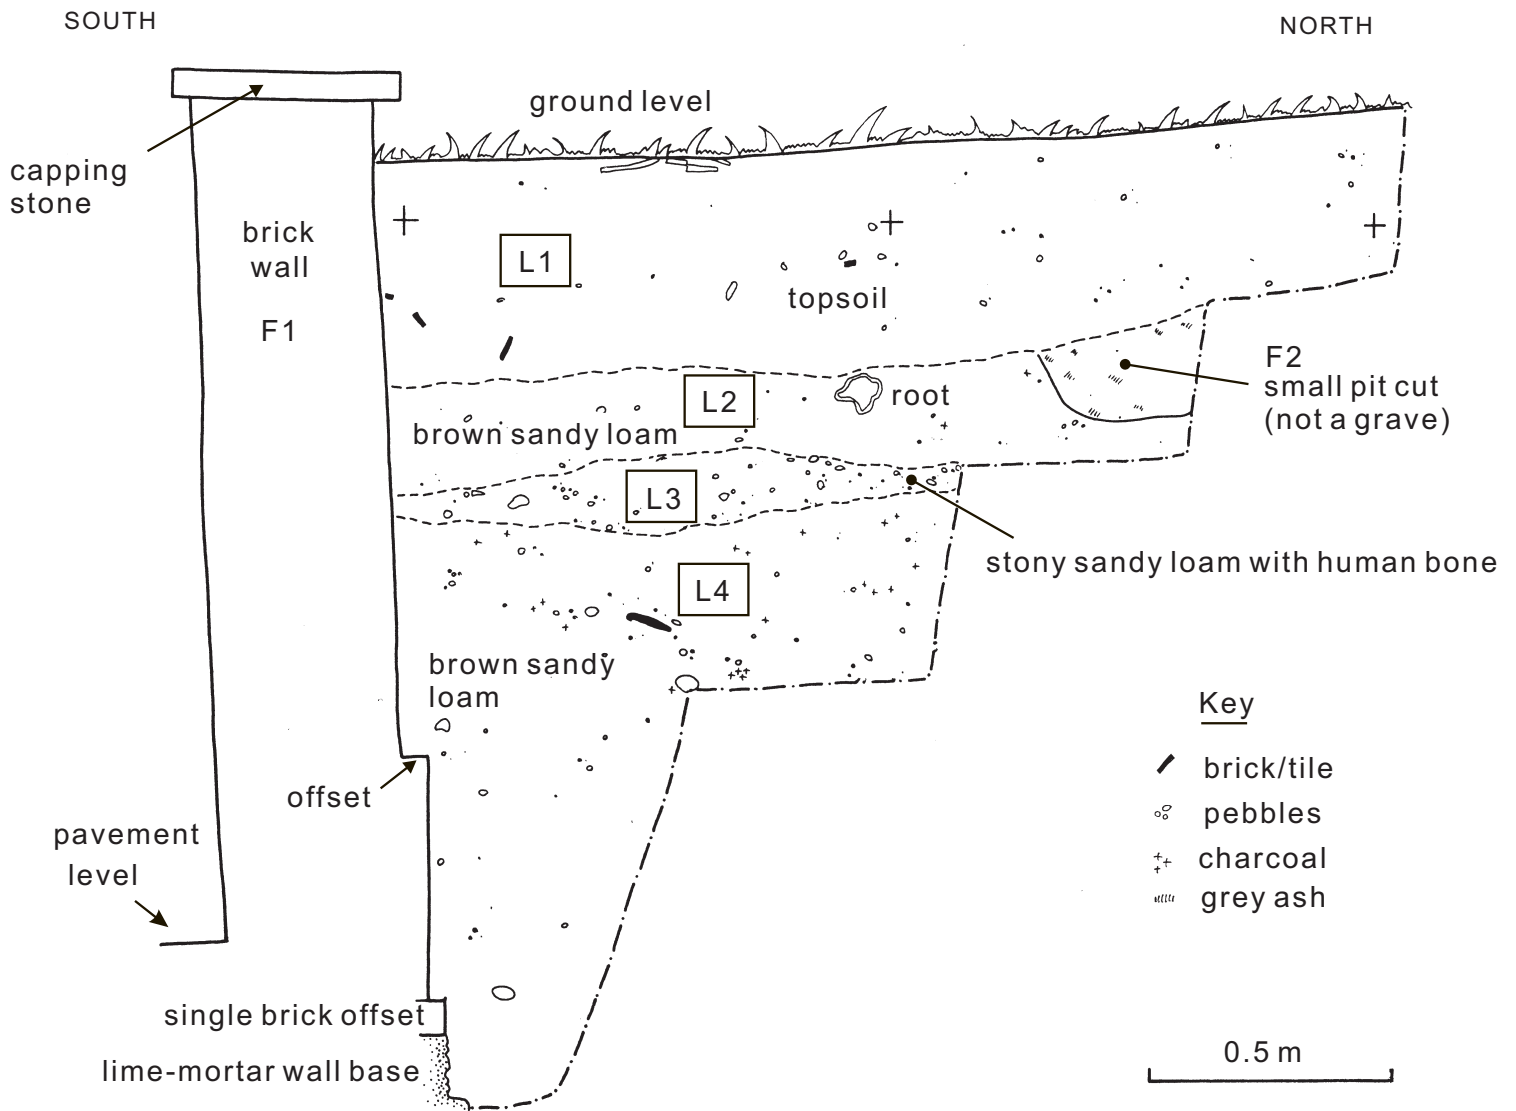 SOUTH
NORTH
ground level
capping
stone
brick
wall
F1
L1
topsoil
L2
root
brown sandy loam
F2
small pit cut
(not a grave)
L3
stony sandy loam with human bone
L4
brown sandy
loam
offset
pavement
level
single brick offset
lime-mortar wall base
Key
brick/tile
pebbles
charcoal
grey ash
0.5 m